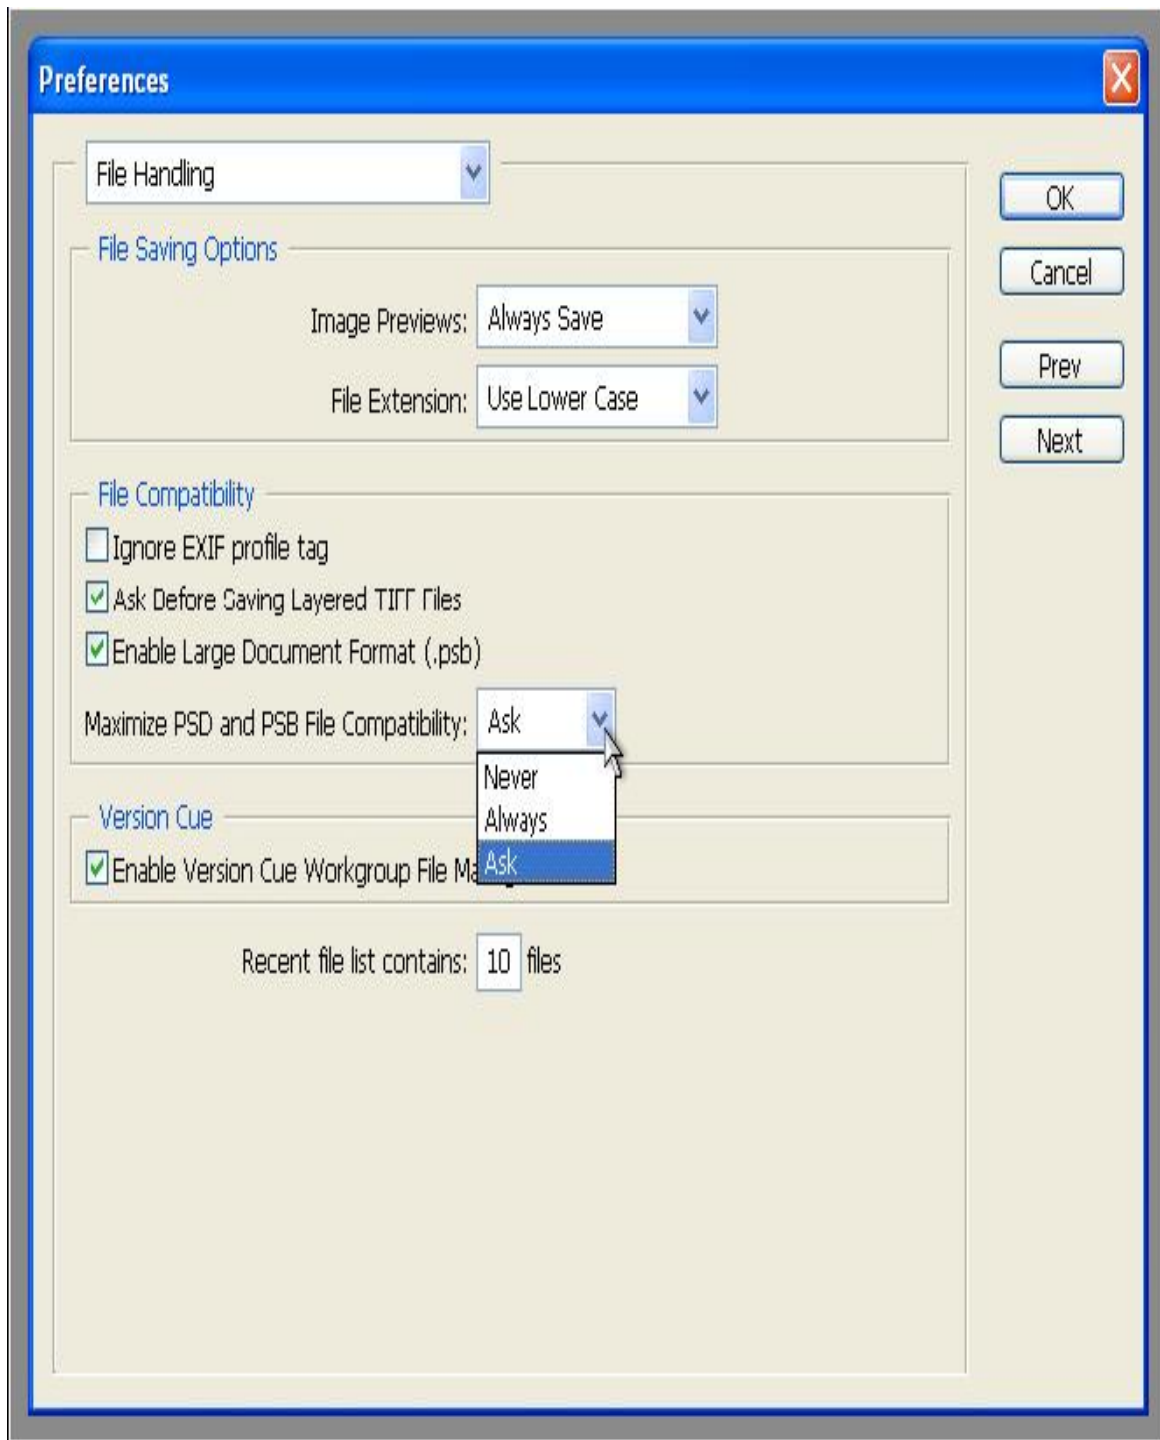 Preferences
File Handling
OK
File Saving Options
Cancel
Image Previews: Always Save
Prev
File Extension: Use Lower Case
Next
File Compatibility
Ignore EXIF profile tag
Ask Before Saving Layered TIFF Files
Enable Large Document Format (.psb)
Maximize PSD and PSB File Compatibility: Ask
Never
Always
Version Cue
Ask
Enable Version Cue Workgroup File
Recent file list contains: 10 files